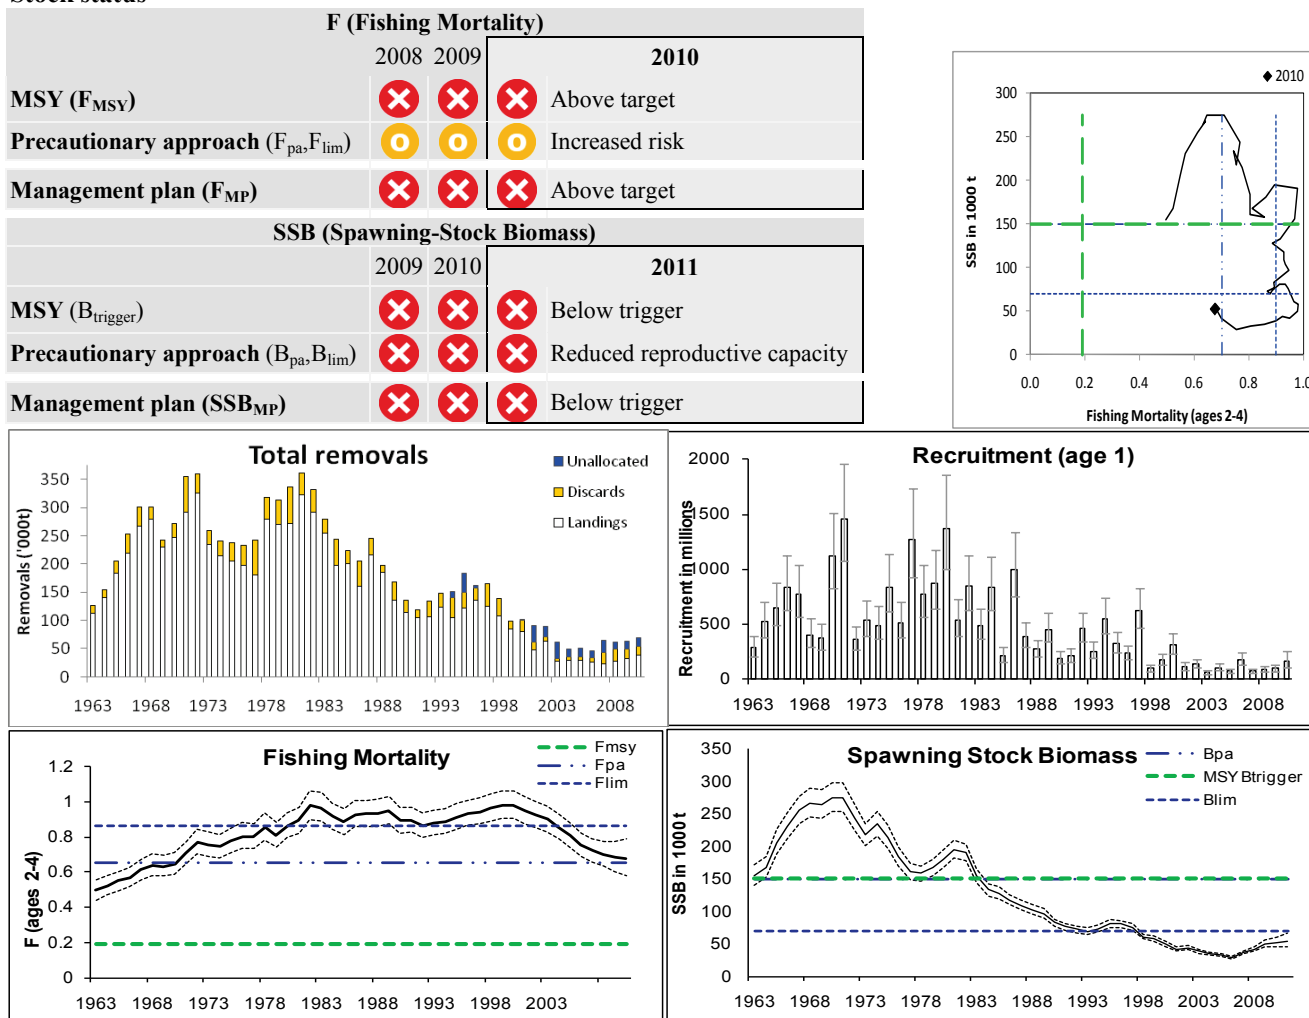 Stock status
F (Fishing Mortality)
2008 2009 2010
MSY (FMSY) Above target
Precautionary approach (Fpa,Flim) o o o Increased risk
Management plan (FMP) Above target
SSB (Spawning-Stock Biomass)
2009 2010 2011
MSY (Btrigger) Below trigger
Precautionary approach (Bpa,Blim) Reduced reproductive capacity
Management plan (SSBMP) Below trigger
2010
SSB in 1000 t
300
250
200
150
100
50
0
0.0 0.2 0.4 0.6 0.8 1.0
Fishing Mortality (ages 2-4)
Total removals
Unallocated
Discards
Landings
Removals ('000t)
350
300
250
200
150
100
50
0
1963 1968 1973 1978 1983 1988 1993 1998 2003 2008
Recruitment (age 1)
Recruitment in millions
2000
1500
1000
500
0
1963 1968 1973 1978 1983 1988 1993 1998 2003 2008
Fishing Mortality
Fmsy
Fpa
Flim
F (ages 2-4)
1.2
1
0.8
0.6
0.4
0.2
0
1963 1968 1973 1978 1983 1988 1993 1998 2003
Spawning Stock Biomass
Bpa
MSY Btrigger
Blim
SSB in 1000t
350
300
250
200
150
100
50
0
1963 1968 1973 1978 1983 1988 1993 1998 2003 2008